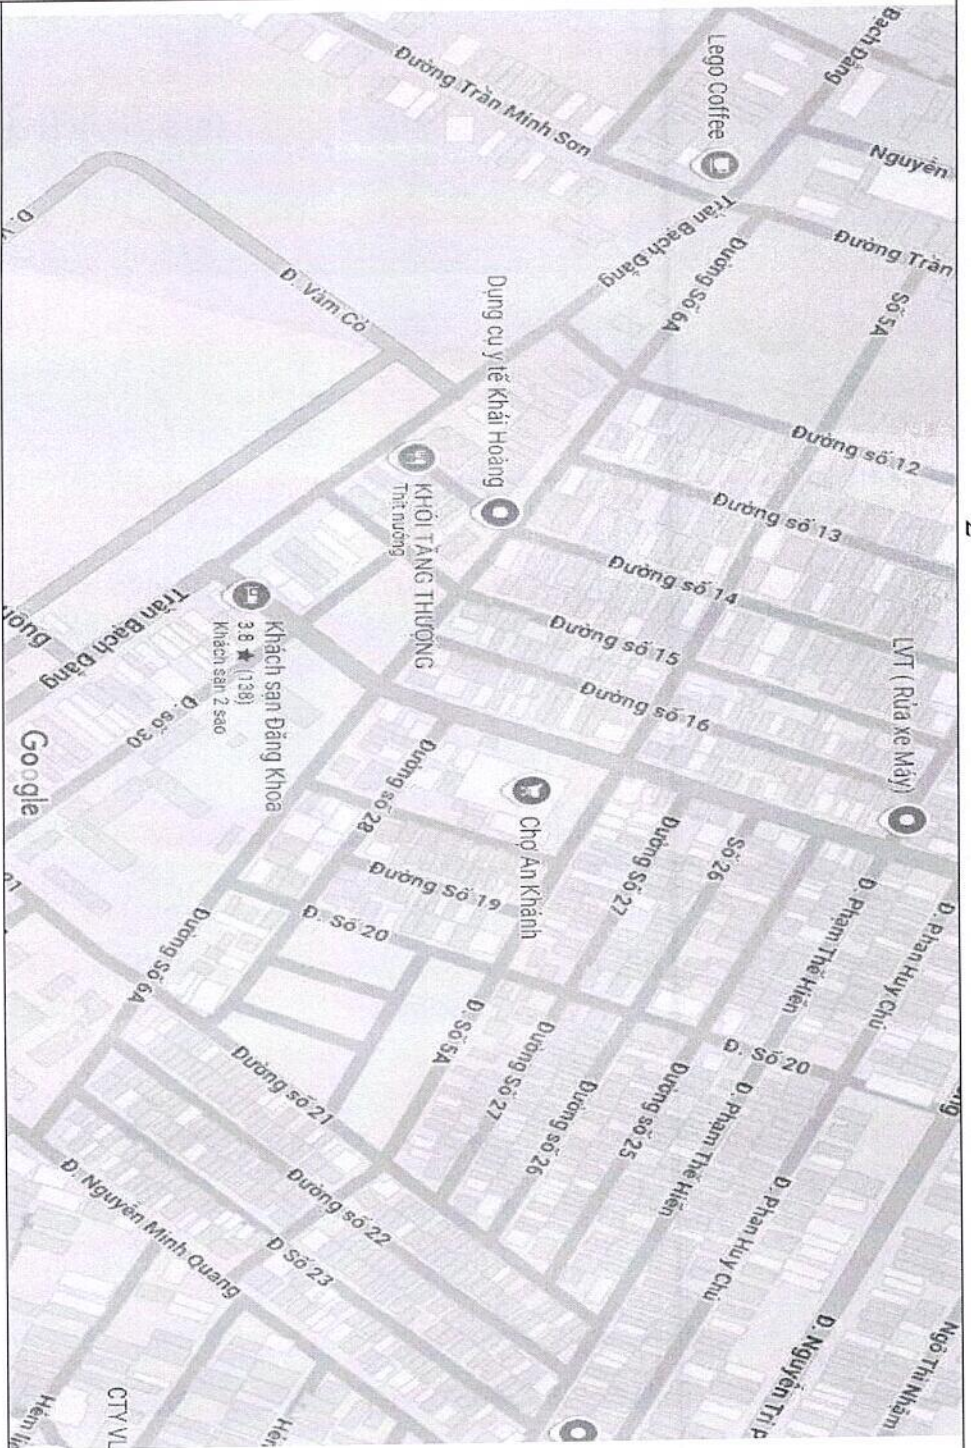 Bạch Đằng
Lego Coffee
Đường Trần Minh Sơn
Nguyễn
Đường Trần
Trần Bạch Đằng
Đường Số 6A
Số 5A
Đ. Vàm Cỏ
Dụng cụ y tế Khải Hoàng
KHÓI TẦNG THƯỢNG
Thịt nướng
Đường số 12
Đường số 13
Đường số 14
Đường số 15
Đường số 16
LVT ( Rửa xe Máy)
Khách sạn Đăng Khoa
3.8 ★ (138)
Khách sạn 2 sao
Trần Bạch Đằng
Đ. số 30
Google
Đường số 28
Chợ An Khánh
Đường Số 19
Đ. Số 20
Đường Số 27
Số 26
Đ. Phạm Thế Hiển
Đ. Phan Huy Chú
Đường Số 6A
Đ. Số 5A
Đường Số 27
Đường số 26
Đường số 25
Đ. Số 20
Đ. Phạm Thế Hiển
Đ. Phan Huy Chú
Đường số 21
Đường số 22
Đ Số 23
Đ. Nguyễn Minh Quang
Đ. Nguyễn Tri P
Ngô Thì Nhậm
CTY VL
Hẻm